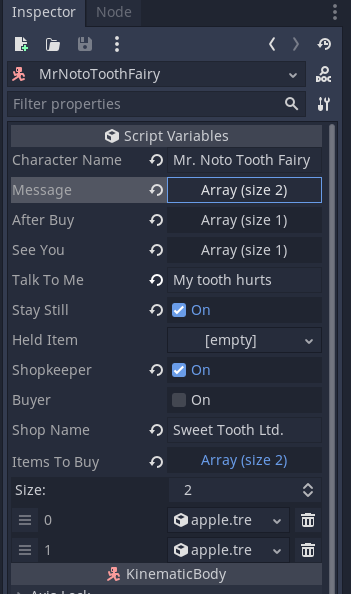 Inspector Node
MrNotoToothFairy DOC
Filter properties
Script Variables
Character Name Mr. Noto Tooth Fairy
Message Array (size 2)
After Buy Array (size 1)
See You Array (size 1)
Talk To Me My tooth hurts
Stay Still On
Held Item [empty]
Shopkeeper On
Buyer On
Shop Name Sweet Tooth Ltd.
Items To Buy Array (size 2)
Size: 2
0 apple.tre
1 apple.tre
KinematicBody